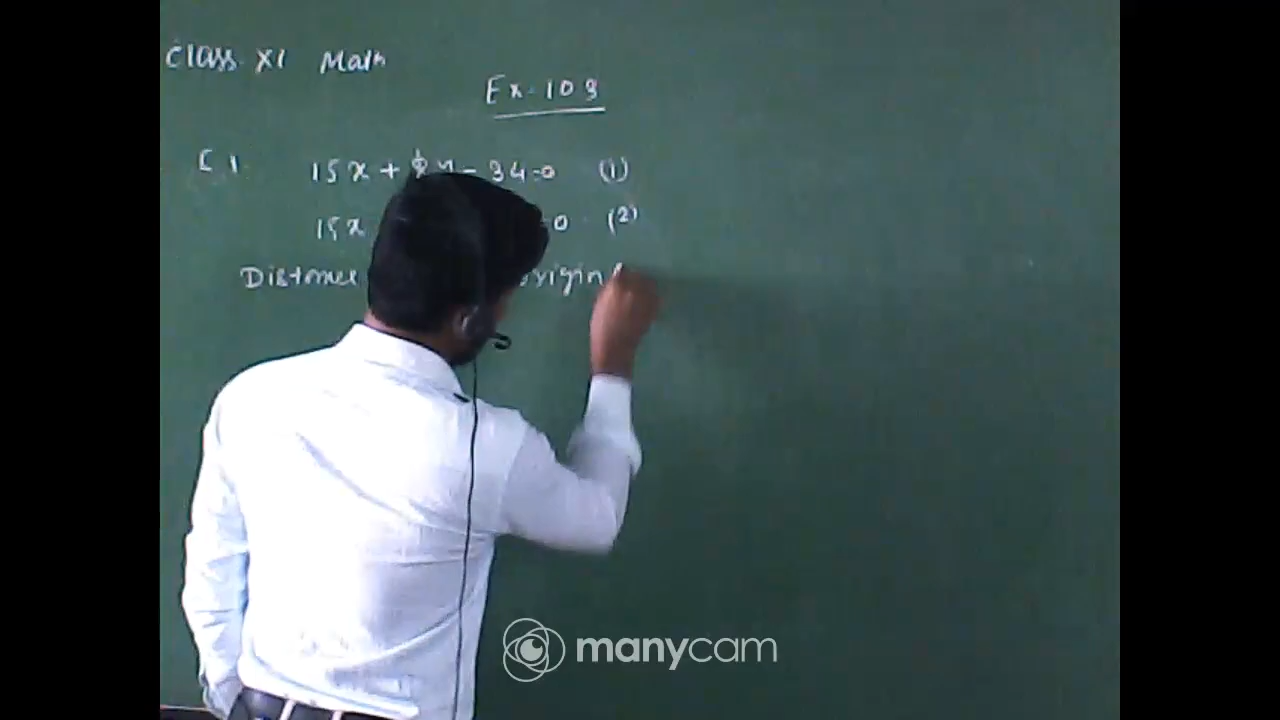 Class XI Math
Ex-10 3
15x + 8y - 34=0 (1)
15x =0 (2)
Distance origin
manycam